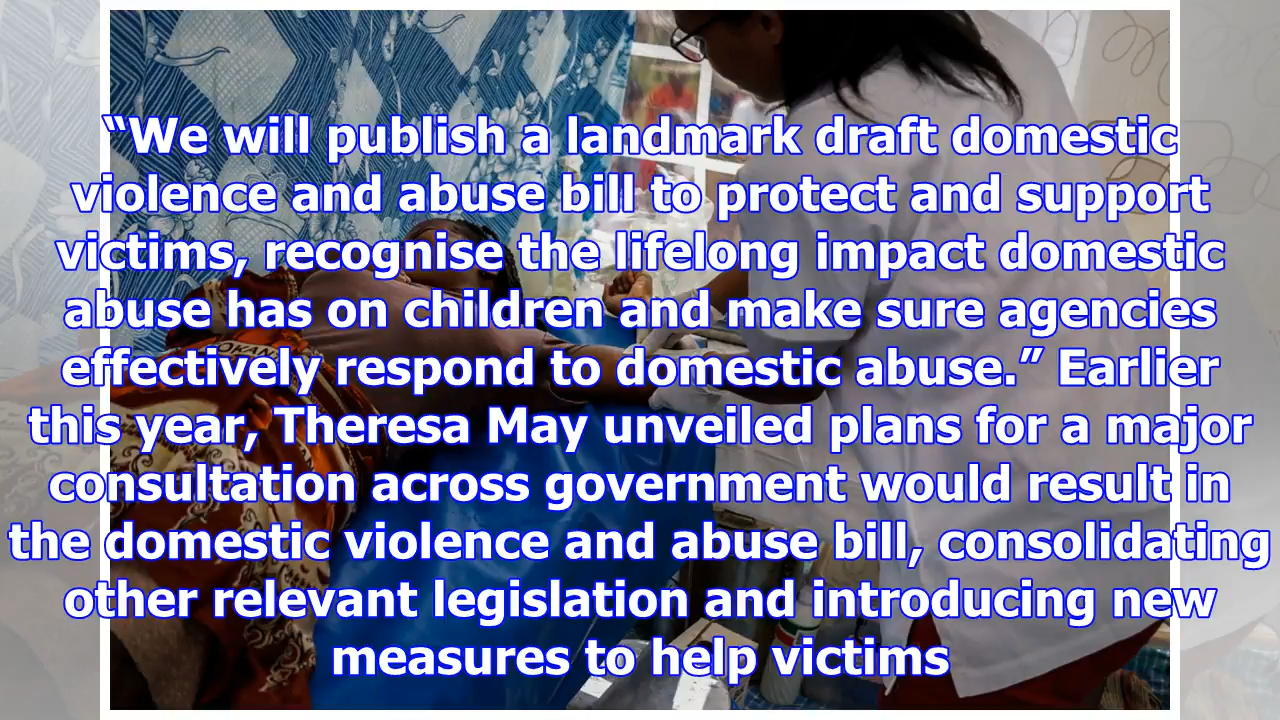 “We will publish a landmark draft domestic
violence and abuse bill to protect and support
victims, recognise the lifelong impact domestic
abuse has on children and make sure agencies
effectively respond to domestic abuse.” Earlier
this year, Theresa May unveiled plans for a major
consultation across government would result in
the domestic violence and abuse bill, consolidating
other relevant legislation and introducing new
measures to help victims